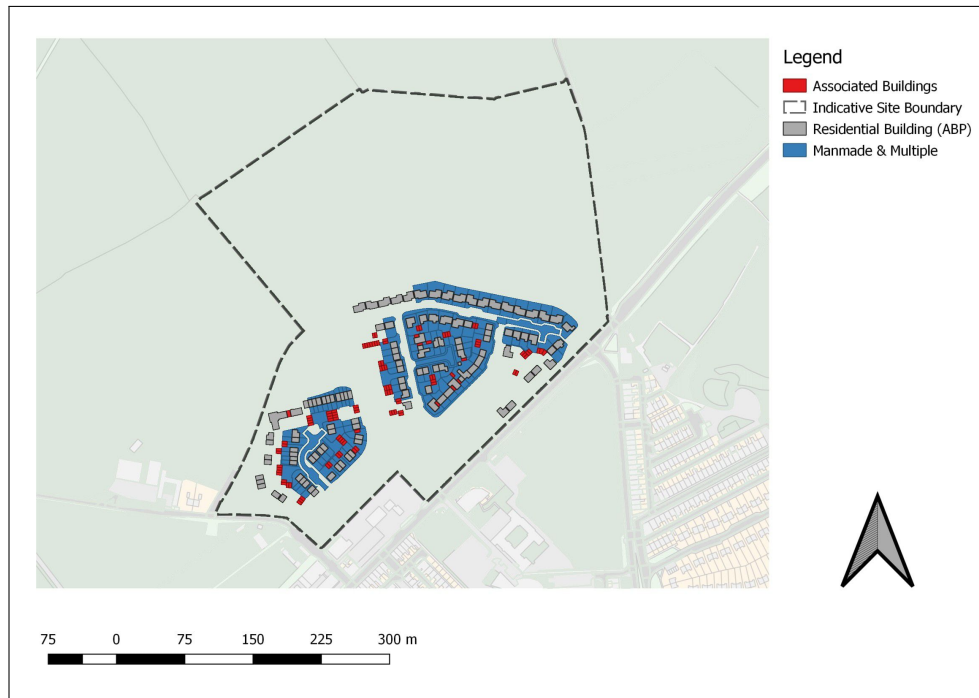 Legend
Associated Buildings
Indicative Site Boundary
Residential Building (ABP)
Manmade & Multiple
75 0 75 150 225 300 m